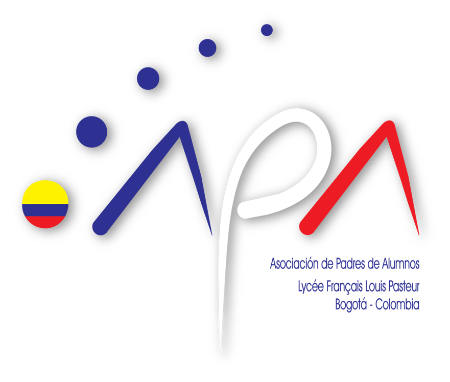 APA
Asociación de Padres de Alumnos
Lycée Français Louis Pasteur
Bogotá - Colombia